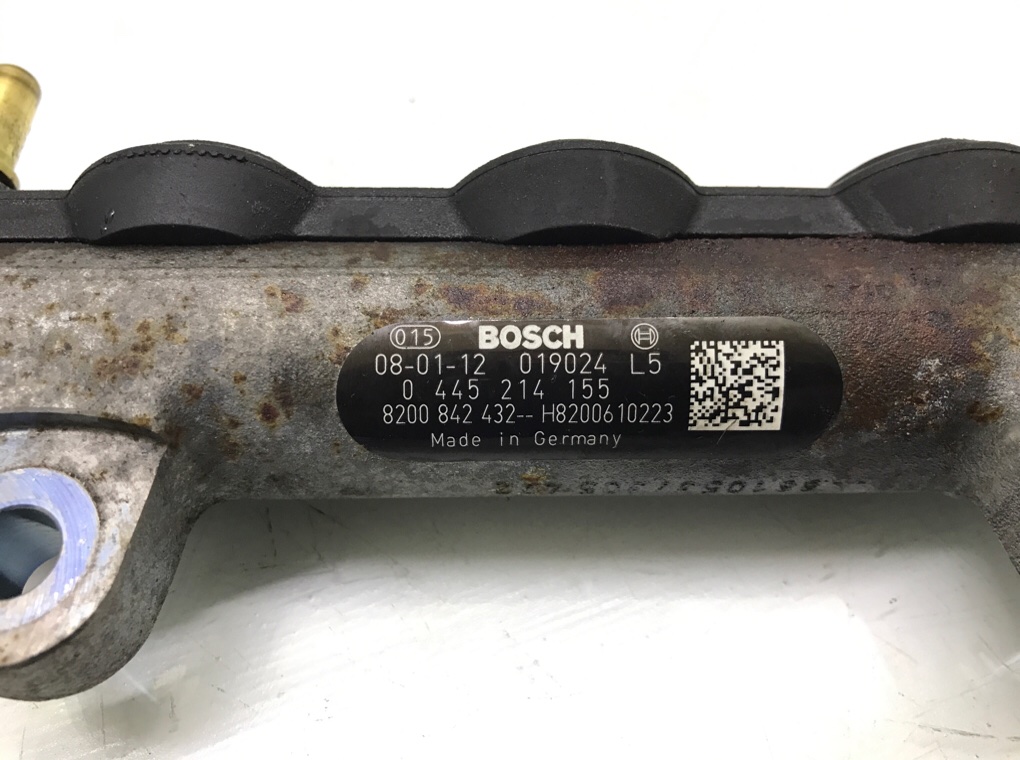 015 BOSCH
08-01-12 019024 L5
0 445 214 155
8200 842 432-- H8200610223
Made in Germany